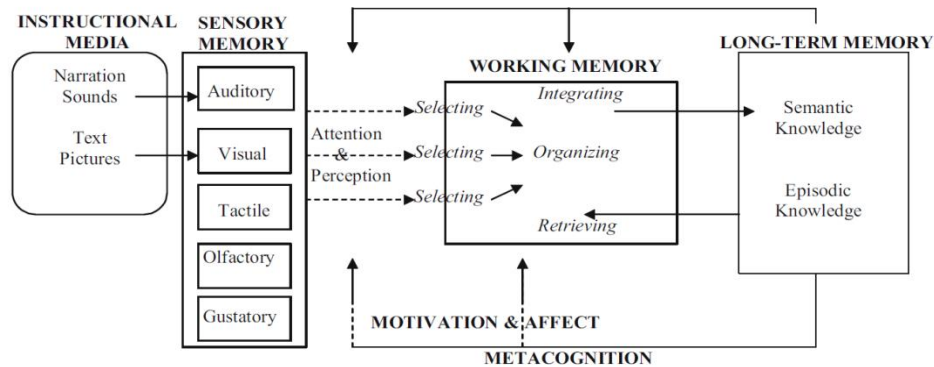 INSTRUCTIONAL
MEDIA
Narration
Sounds
Text
Pictures
SENSORY
MEMORY
Auditory
Visual
Tactile
Olfactory
Gustatory
Attention
&
Perception
Selecting
Selecting
Selecting
WORKING MEMORY
Integrating
Organizing
Retrieving
LONG-TERM MEMORY
Semantic
Knowledge
Episodic
Knowledge
MOTIVATION & AFFECT
METACOGNITION